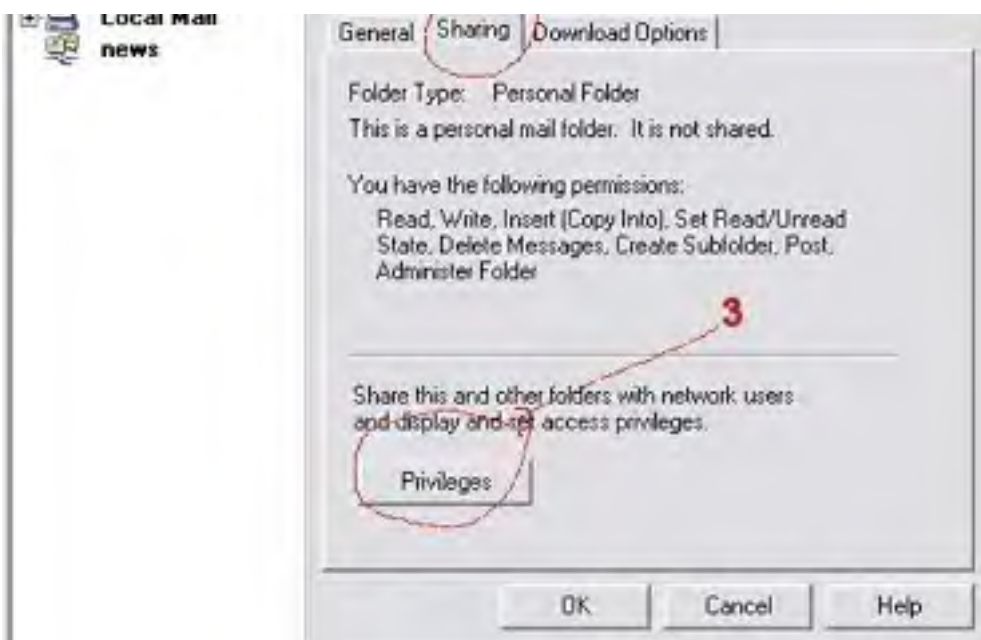 Local Mail
news
General Sharing Download Options
Folder Type: Personal Folder
This is a personal mail folder. It is not shared.
You have the following permissions:
Read, Write, Insert (Copy Into), Set Read/Unread
State, Delete Messages, Create Subfolder, Post,
Administer Folder
3
Share this and other folders with network users
and display and set access privileges.
Privileges
OK Cancel Help